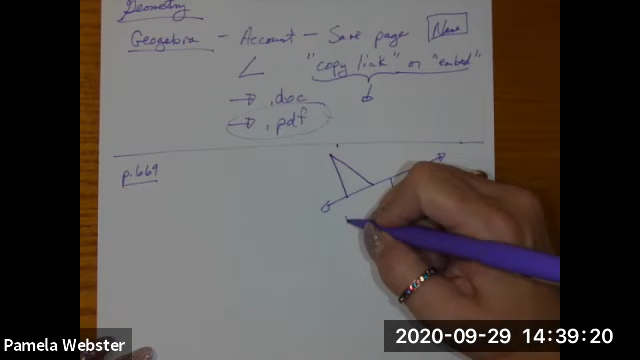 Geometry
Geogebra - Account - Save page Name
"copy link" or "embed"
.doc
.pdf
p.669
Pamela Webster
2020-09-29 14:39:20